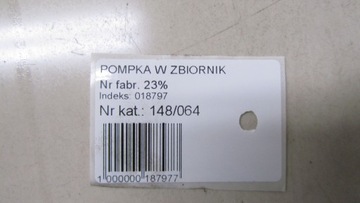 POMPKA W ZBIORNIK
Nr fabr. 23%
Indeks: 018797
Nr kat.: 148/064
1 000000 187977